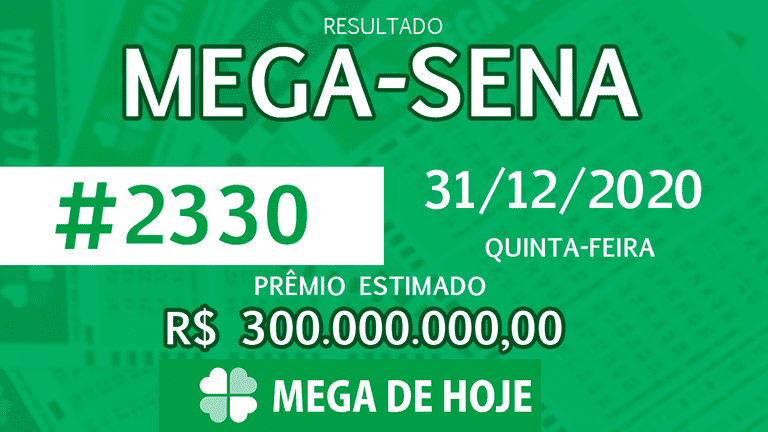 RESULTADO
MEGA-SENA
#2330
31/12/2020
QUINTA-FEIRA
PRÊMIO ESTIMADO
R$ 300.000.000,00
MEGA DE HOJE